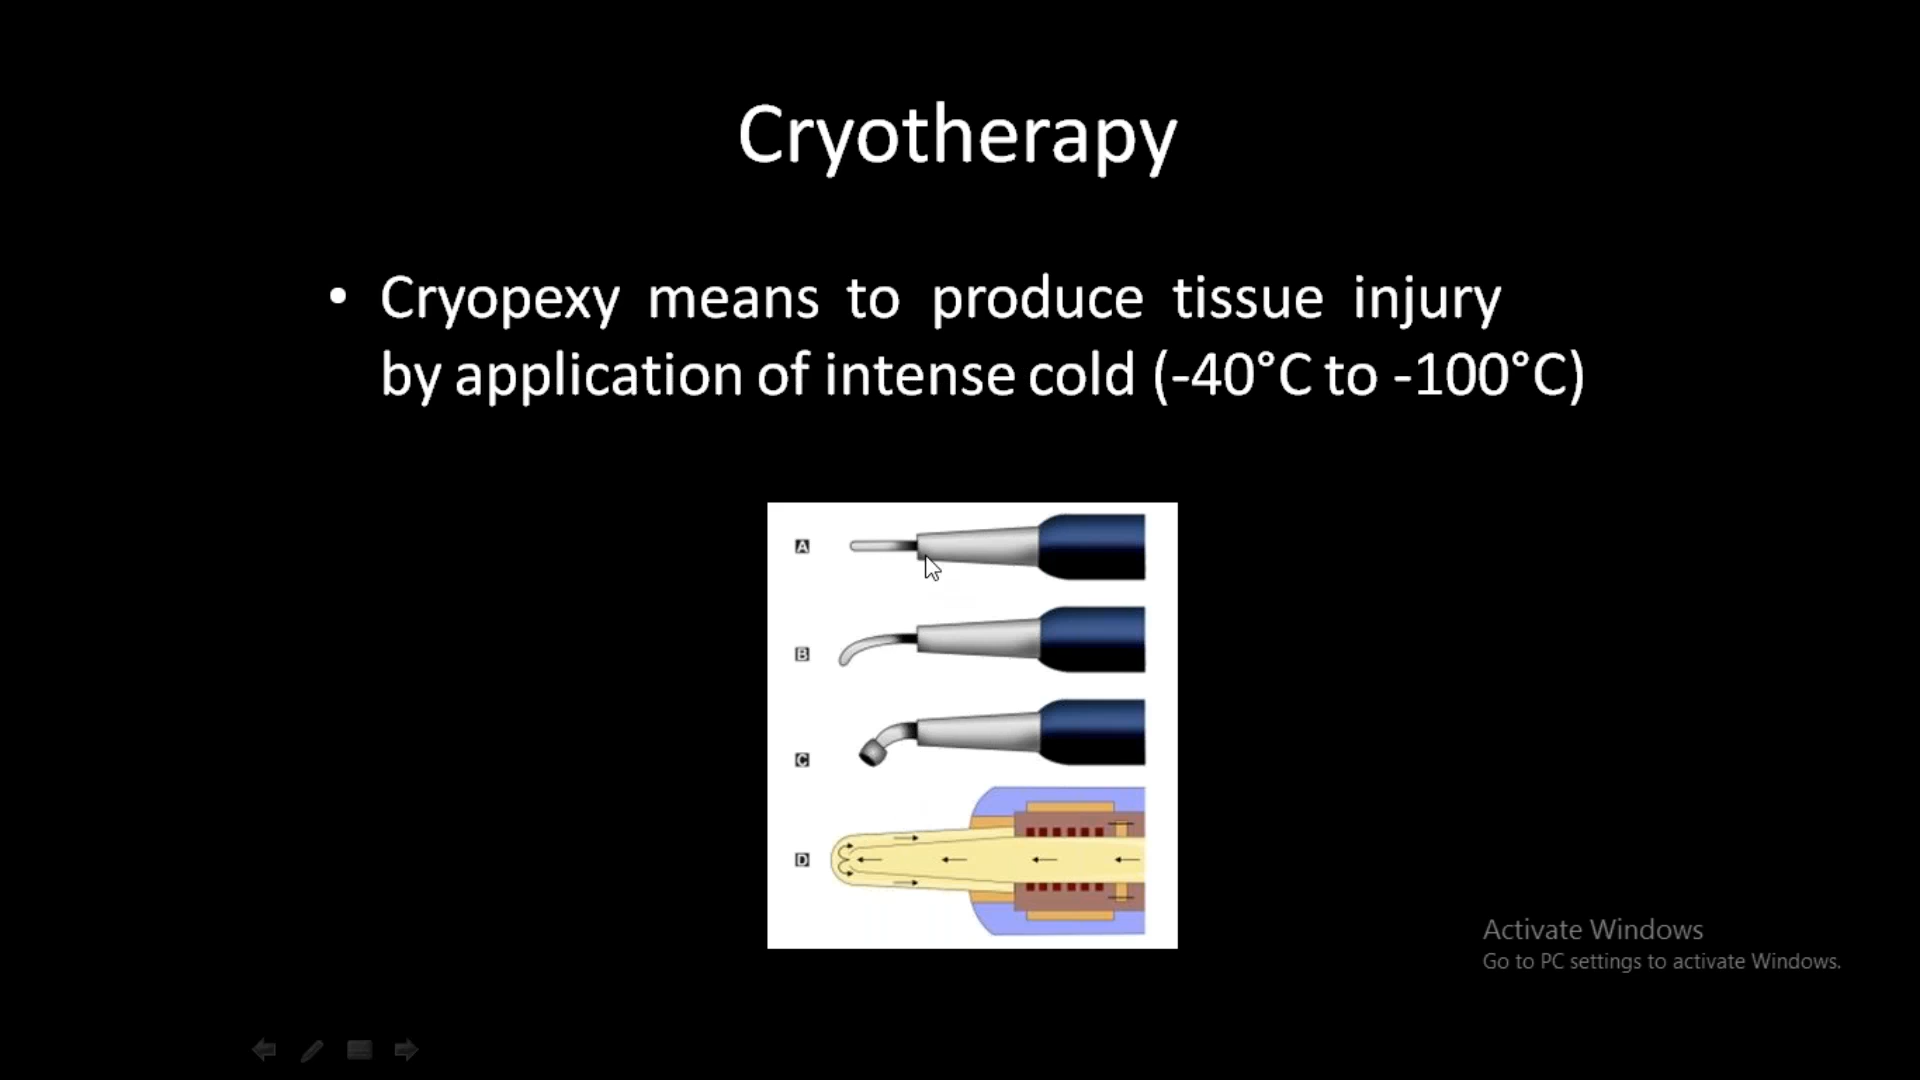 Cryotherapy
• Cryopexy means to produce tissue injury
by application of intense cold (-40°C to -100°C)
A
B
C
D
Activate Windows
Go to PC settings to activate Windows.